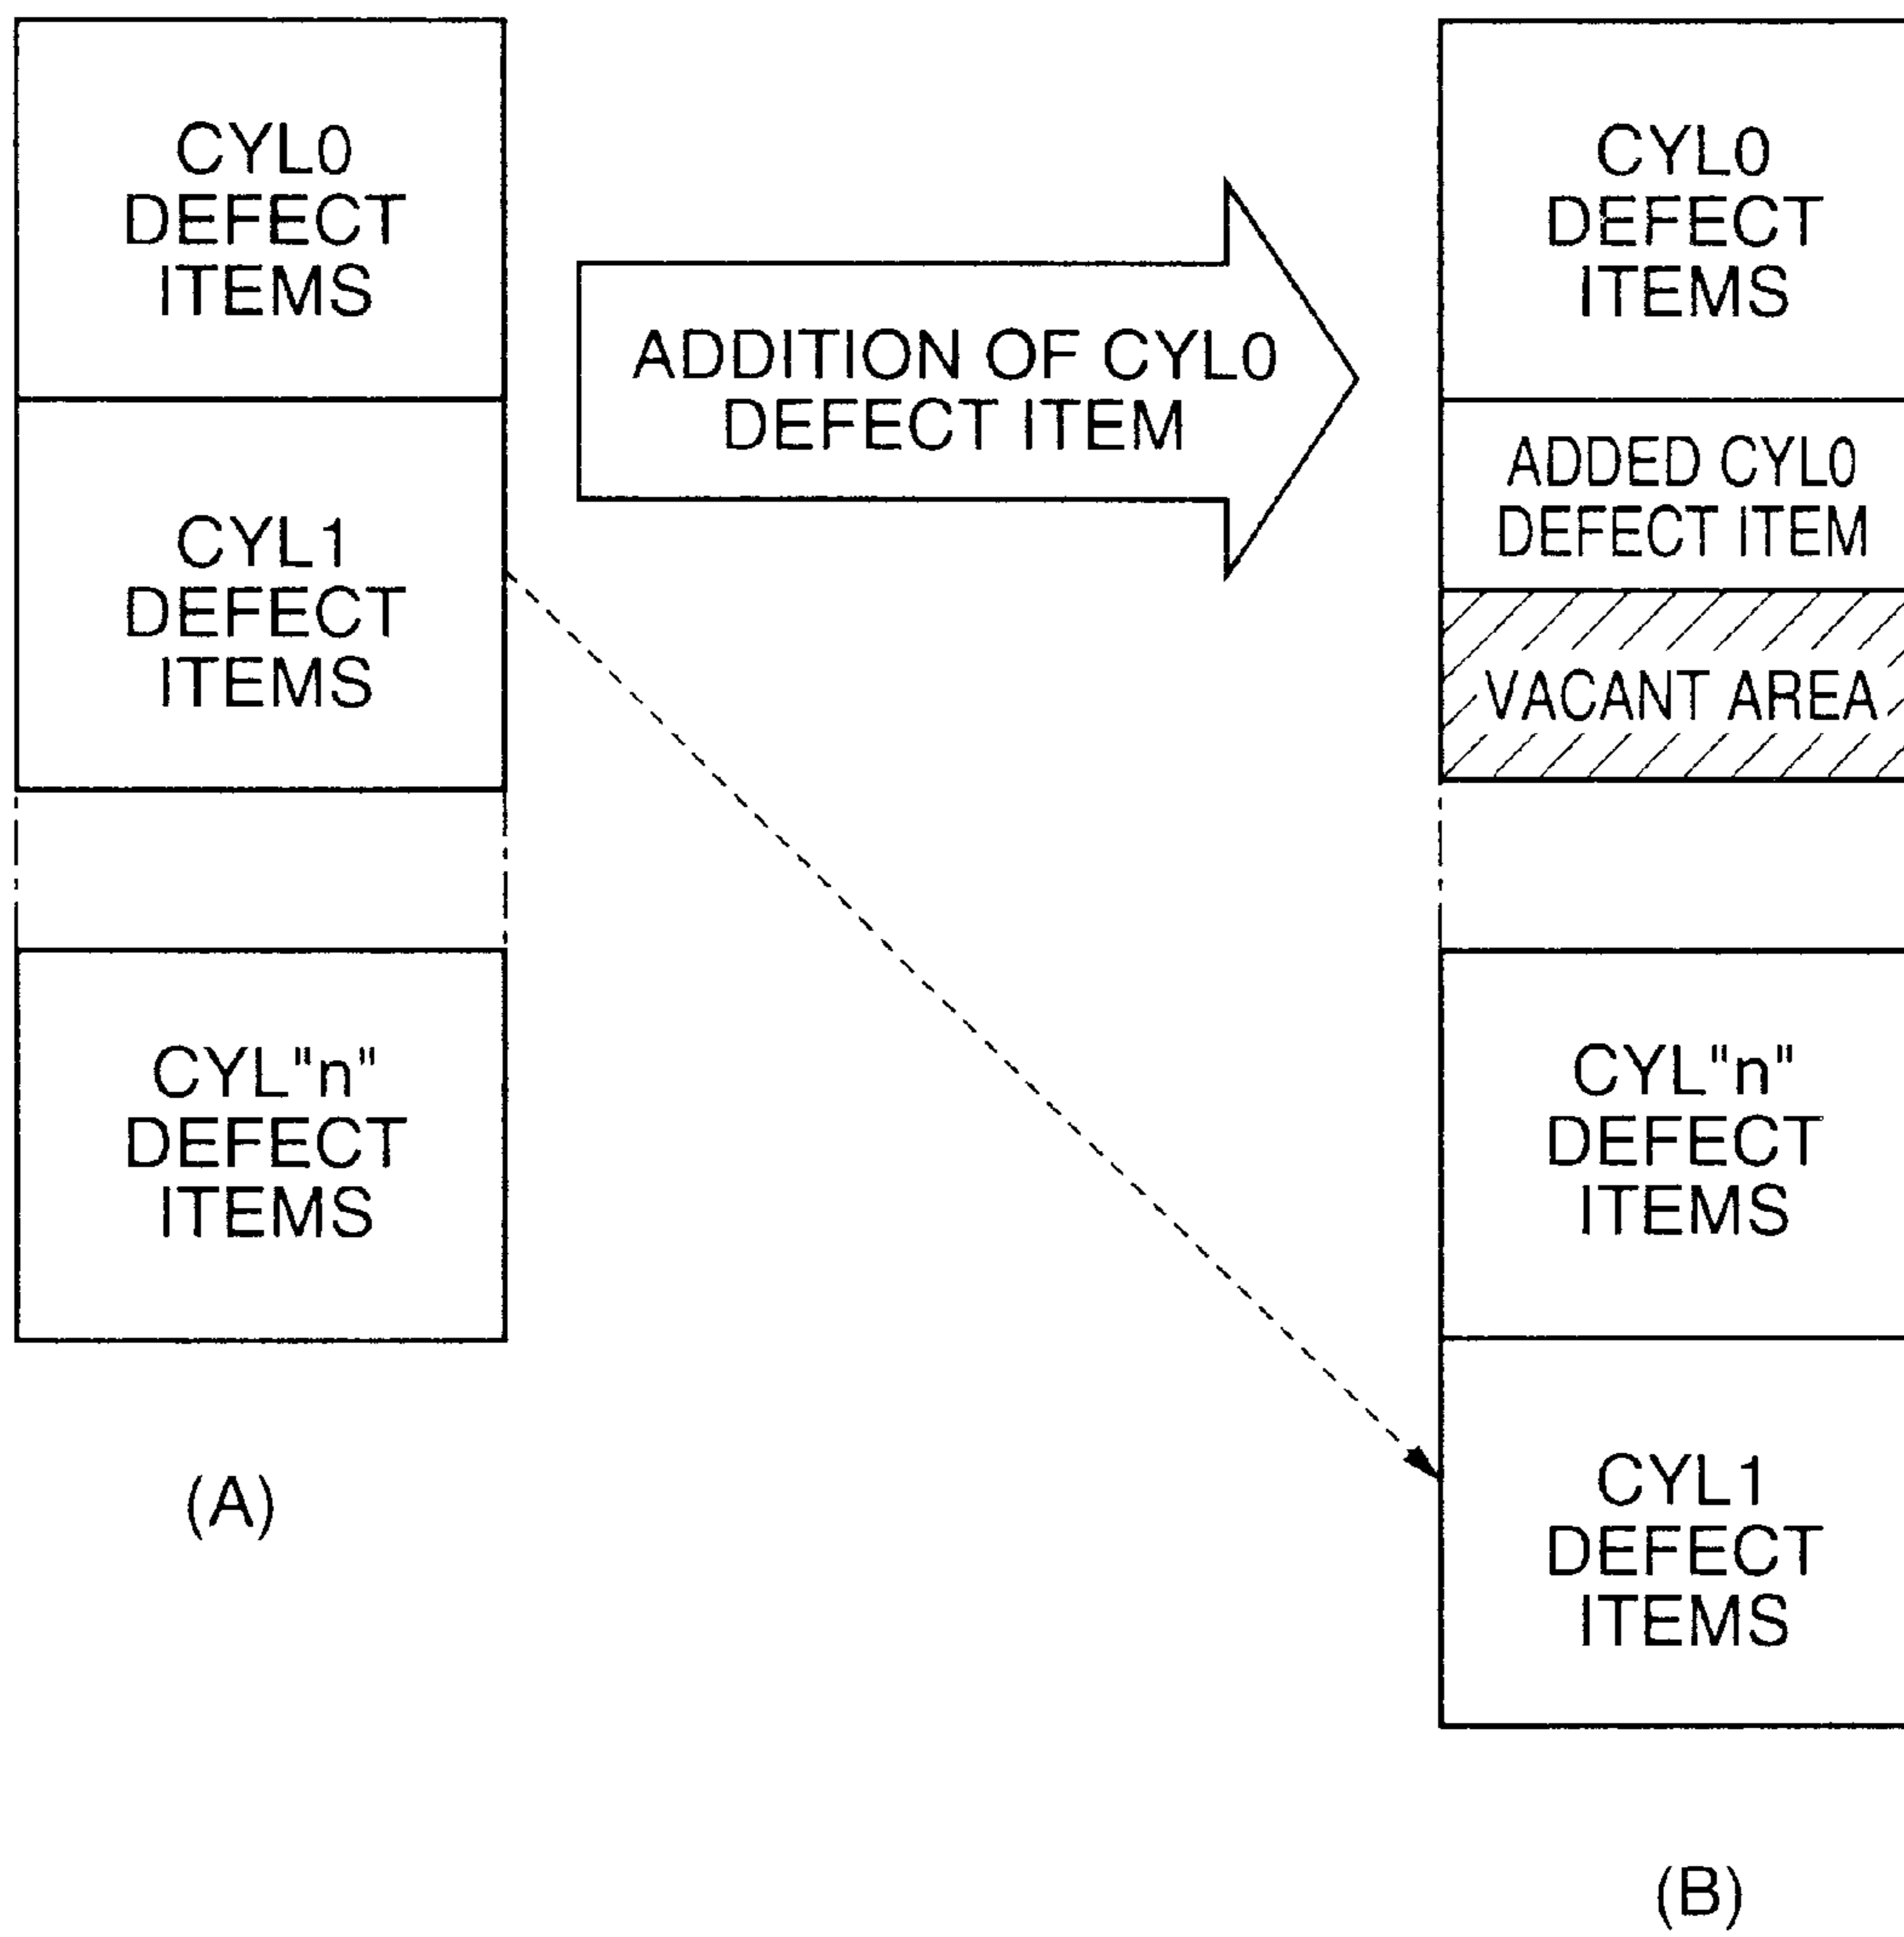 CYL0
DEFECT
ITEMS
CYL1
DEFECT
ITEMS
CYL"n"
DEFECT
ITEMS
(A)
ADDITION OF CYL0
DEFECT ITEM
CYL0
DEFECT
ITEMS
ADDED CYL0
DEFECT ITEM
VACANT AREA
CYL"n"
DEFECT
ITEMS
CYL1
DEFECT
ITEMS
(B)